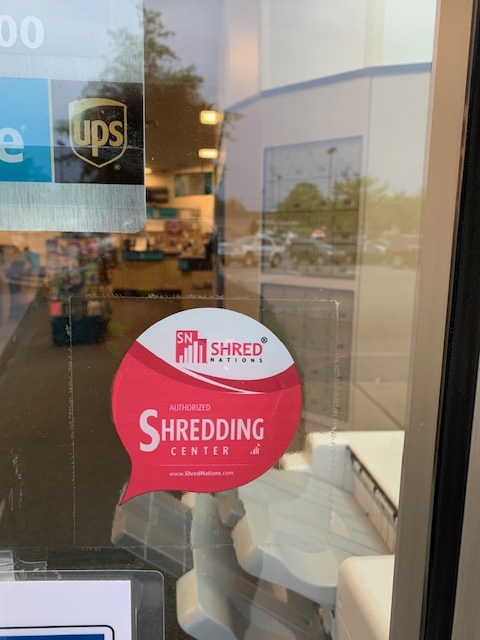 00
e
ups
SN SHRED®
NATIONS
AUTHORIZED
SHREDDING
CENTER
www.ShredNations.com